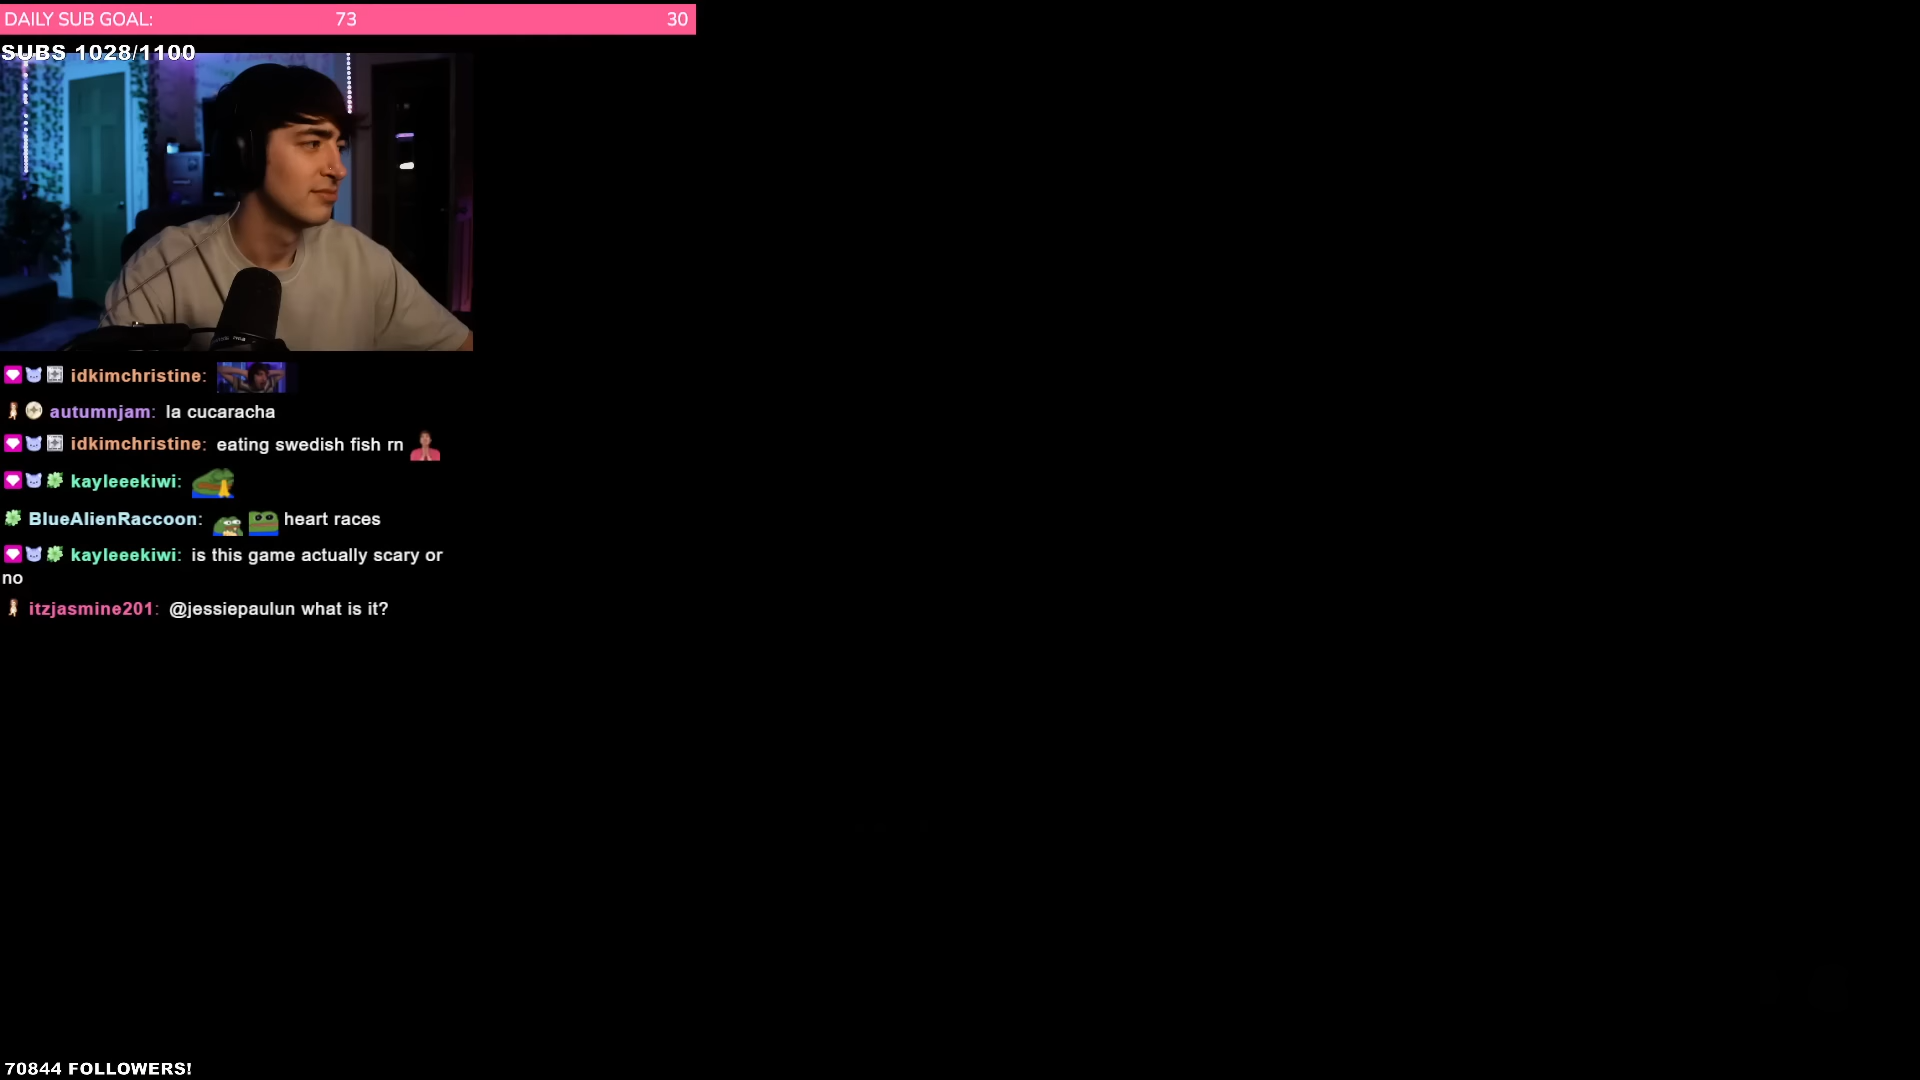 DAILY SUB GOAL: 73 30
SUBS 1028/1100
idkimchristine:
autumnjam: la cucaracha
idkimchristine: eating swedish fish rn
kayleeekiwi:
BlueAlienRaccoon: heart races
kayleeekiwi: is this game actually scary or
no
itzjasmine201: @jessiepaulun what is it?
70844 FOLLOWERS!